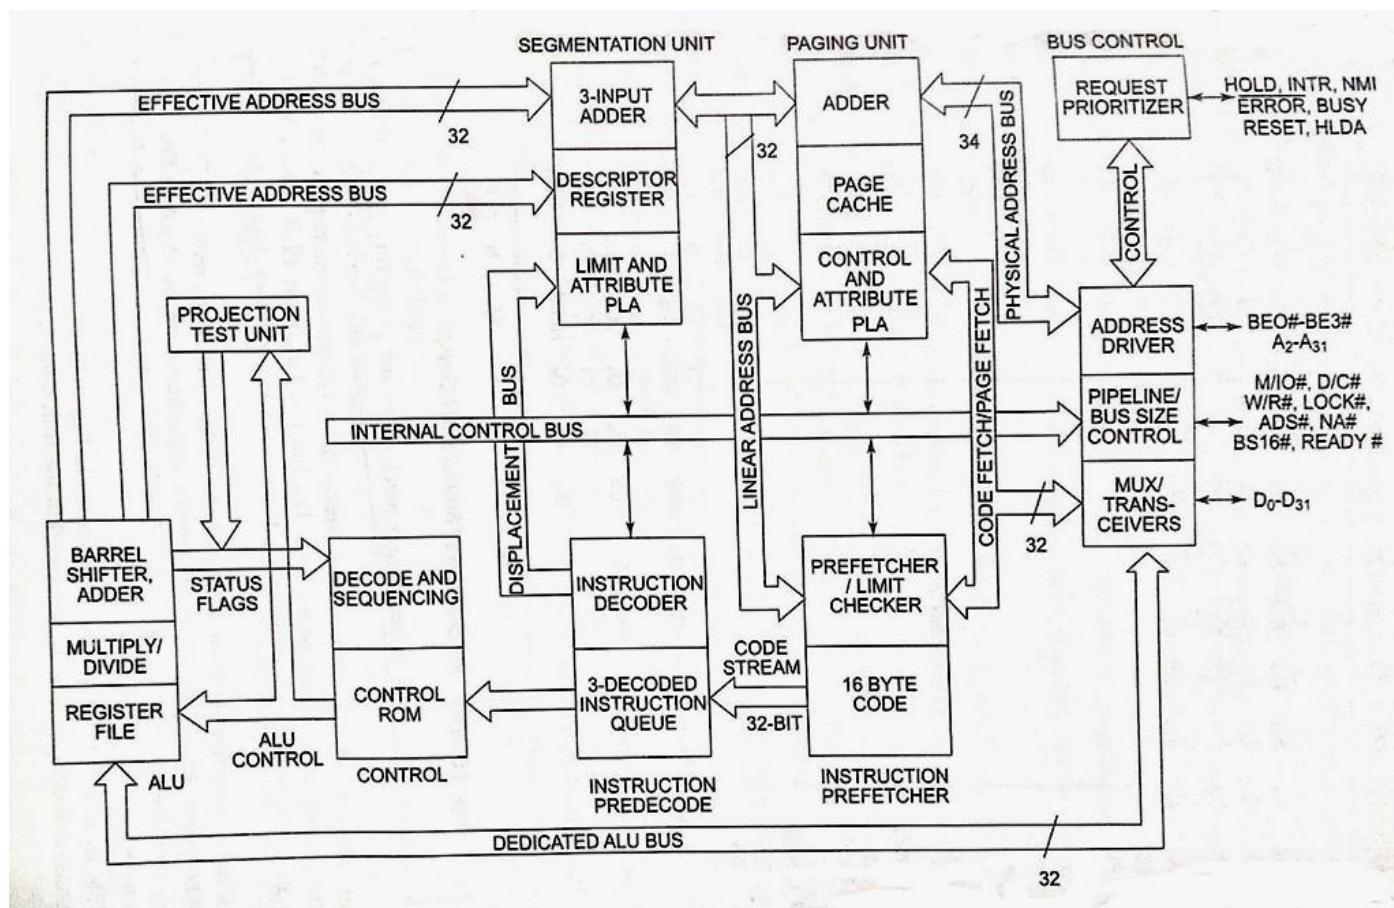 SEGMENTATION UNIT
PAGING UNIT
BUS CONTROL
EFFECTIVE ADDRESS BUS
32
3-INPUT
ADDER
32
ADDER
34
PHYSICAL ADDRESS BUS
REQUEST
PRIORITIZER
HOLD, INTR, NMI
ERROR, BUSY
RESET, HLDA
EFFECTIVE ADDRESS BUS
32
DESCRIPTOR
REGISTER
PAGE
CACHE
CONTROL
LIMIT AND
ATTRIBUTE
PLA
CONTROL
AND
ATTRIBUTE
PLA
PROJECTION
TEST UNIT
ADDRESS
DRIVER
BEO#-BE3#
A2-A31
DISPLACEMENT BUS
LINEAR ADDRESS BUS
CODE FETCH/PAGE FETCH
INTERNAL CONTROL BUS
PIPELINE/
BUS SIZE
CONTROL
M/IO#, D/C#
W/R#, LOCK#,
ADS#, NA#
BS16#, READY #
MUX/
TRANS-
CEIVERS
D0-D31
32
BARREL
SHIFTER,
ADDER
STATUS
FLAGS
DECODE AND
SEQUENCING
INSTRUCTION
DECODER
PREFETCHER
/ LIMIT
CHECKER
MULTIPLY/
DIVIDE
REGISTER
FILE
ALU
CONTROL
CONTROL
ROM
3-DECODED
INSTRUCTION
QUEUE
CODE
STREAM
32-BIT
16 BYTE
CODE
ALU
CONTROL
INSTRUCTION
PREDECODE
INSTRUCTION
PREFETCHER
DEDICATED ALU BUS
32